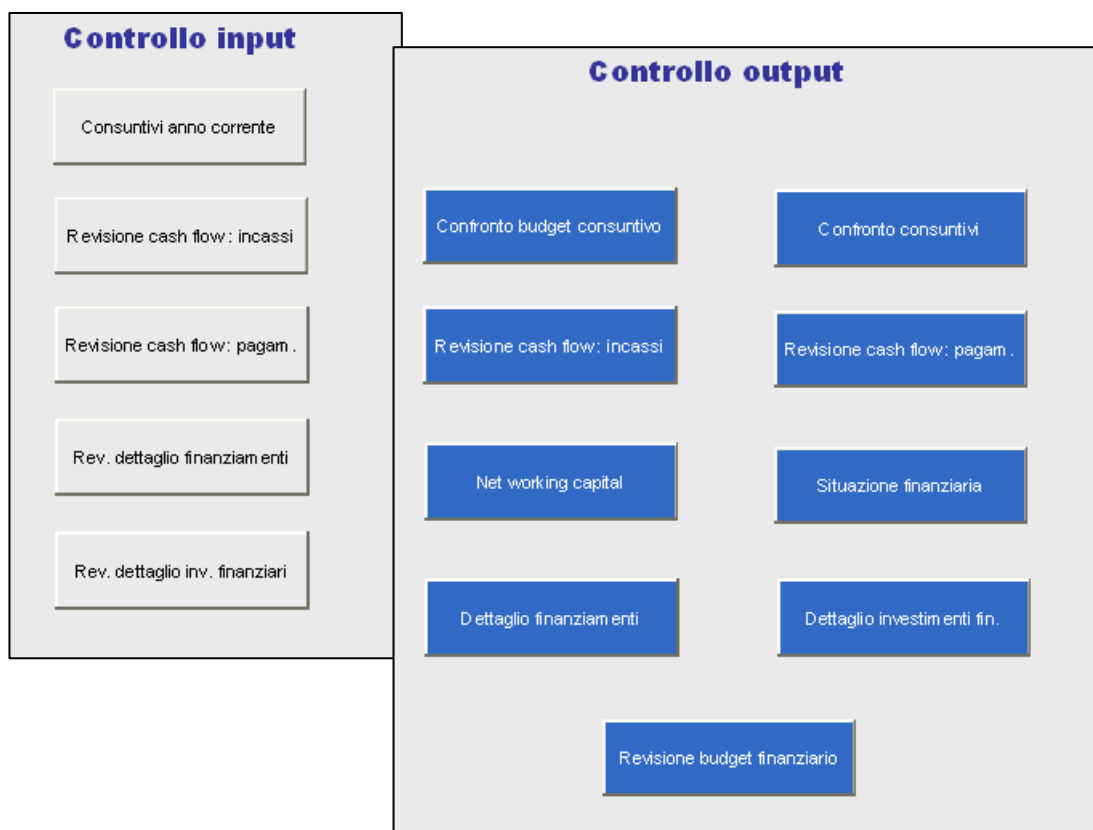 Controllo input
Consuntivi anno corrente
Revisione cash flow: incassi
Revisione cash flow: pagam.
Rev. dettaglio finanziamenti
Rev. dettaglio inv. finanziari
Controllo output
Confronto budget consuntivo
Confronto consuntivi
Revisione cash flow: incassi
Revisione cash flow: pagam.
Net working capital
Situazione finanziaria
Dettaglio finanziamenti
Dettaglio investimenti fin.
Revisione budget finanziario